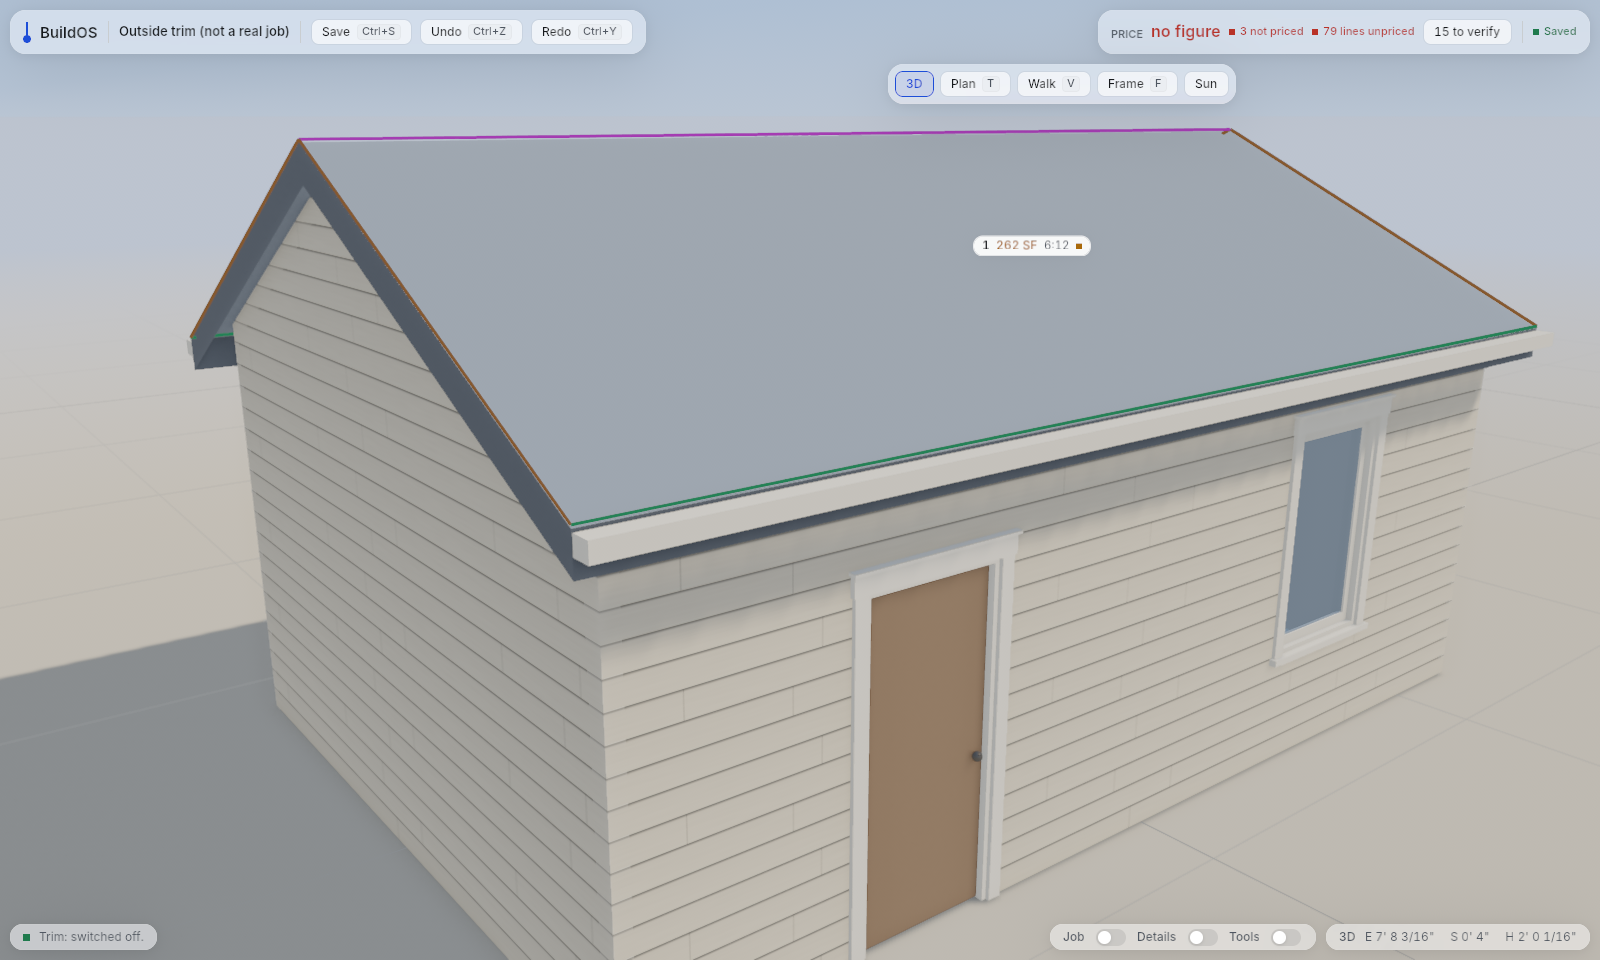 BuildOS Outside trim (not a real job) Save Ctrl+S Undo Ctrl+Z Redo Ctrl+Y
PRICE no figure 3 not priced 79 lines unpriced 15 to verify Saved
3D Plan T Walk V Frame F Sun
1 262 SF 6:12
Trim: switched off.
Job Details Tools
3D E 7' 8 3/16" S 0' 4" H 2' 0 1/16"